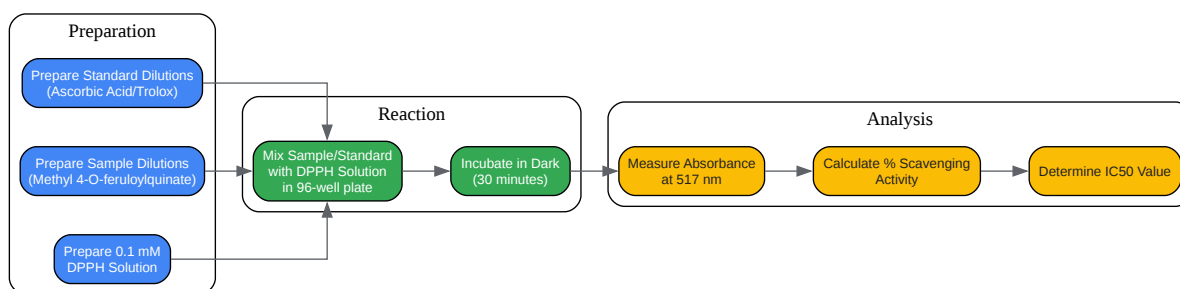 Preparation
Prepare Standard Dilutions
(Ascorbic Acid/Trolox)
Prepare Sample Dilutions
(Methyl 4-O-feruloylquinate)
Prepare 0.1 mM
DPPH Solution
Reaction
Mix Sample/Standard
with DPPH Solution
in 96-well plate
Incubate in Dark
(30 minutes)
Analysis
Measure Absorbance
at 517 nm
Calculate % Scavenging
Activity
Determine IC50 Value